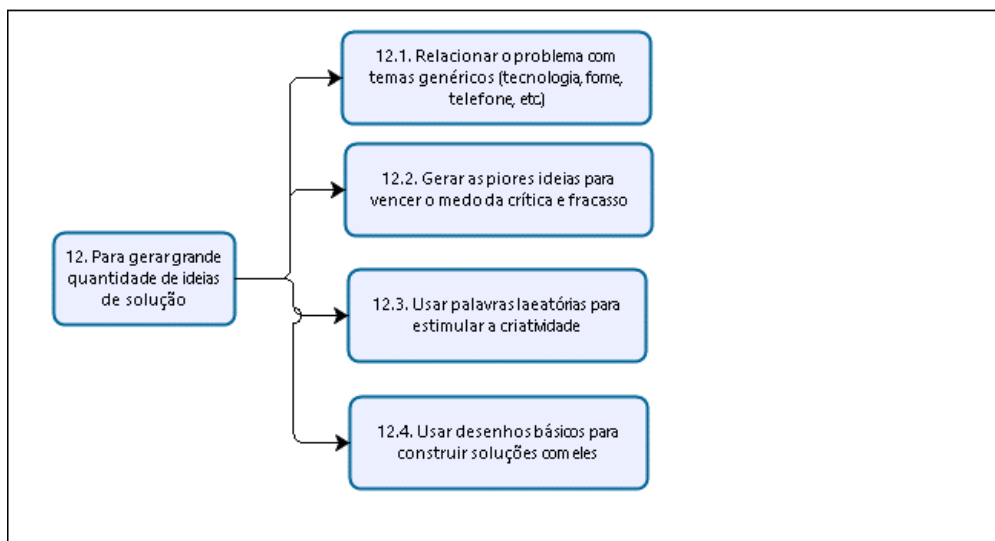 12.1. Relacionar o problema com
temas genéricos (tecnologia, fome,
telefone, etc)
12.2. Gerar as piores ideias para
vencer o medo da crítica e fracasso
12. Para gerar grande
quantidade de ideias
de solução
12.3. Usar palavras laeatórias para
estimular a criatividade
12.4. Usar desenhos básicos para
construir soluções com eles